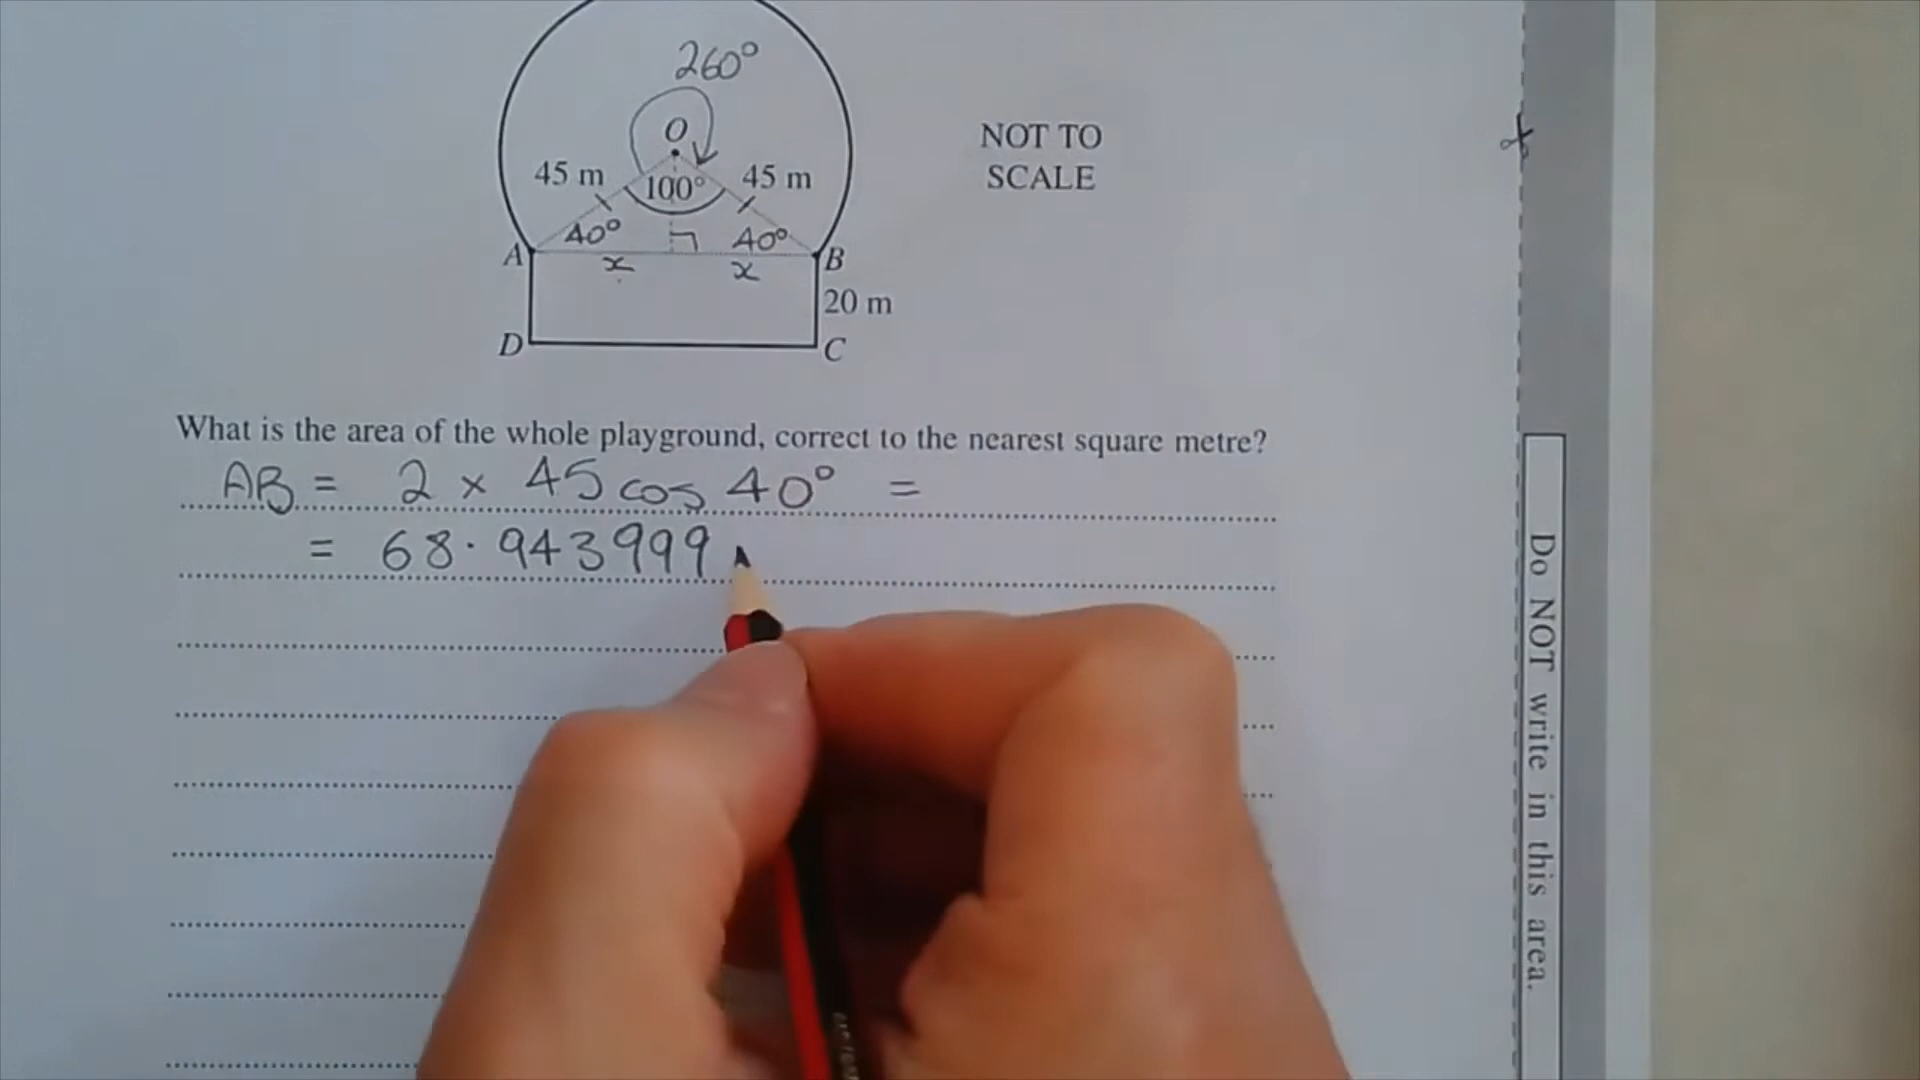 260°
O
45 m 100° 45 m
40° 40°
A x x B
20 m
D C
NOT TO
SCALE
What is the area of the whole playground, correct to the nearest square metre?
AB = 2 × 45 cos 40° =
= 68.943999
Do NOT write in this area.